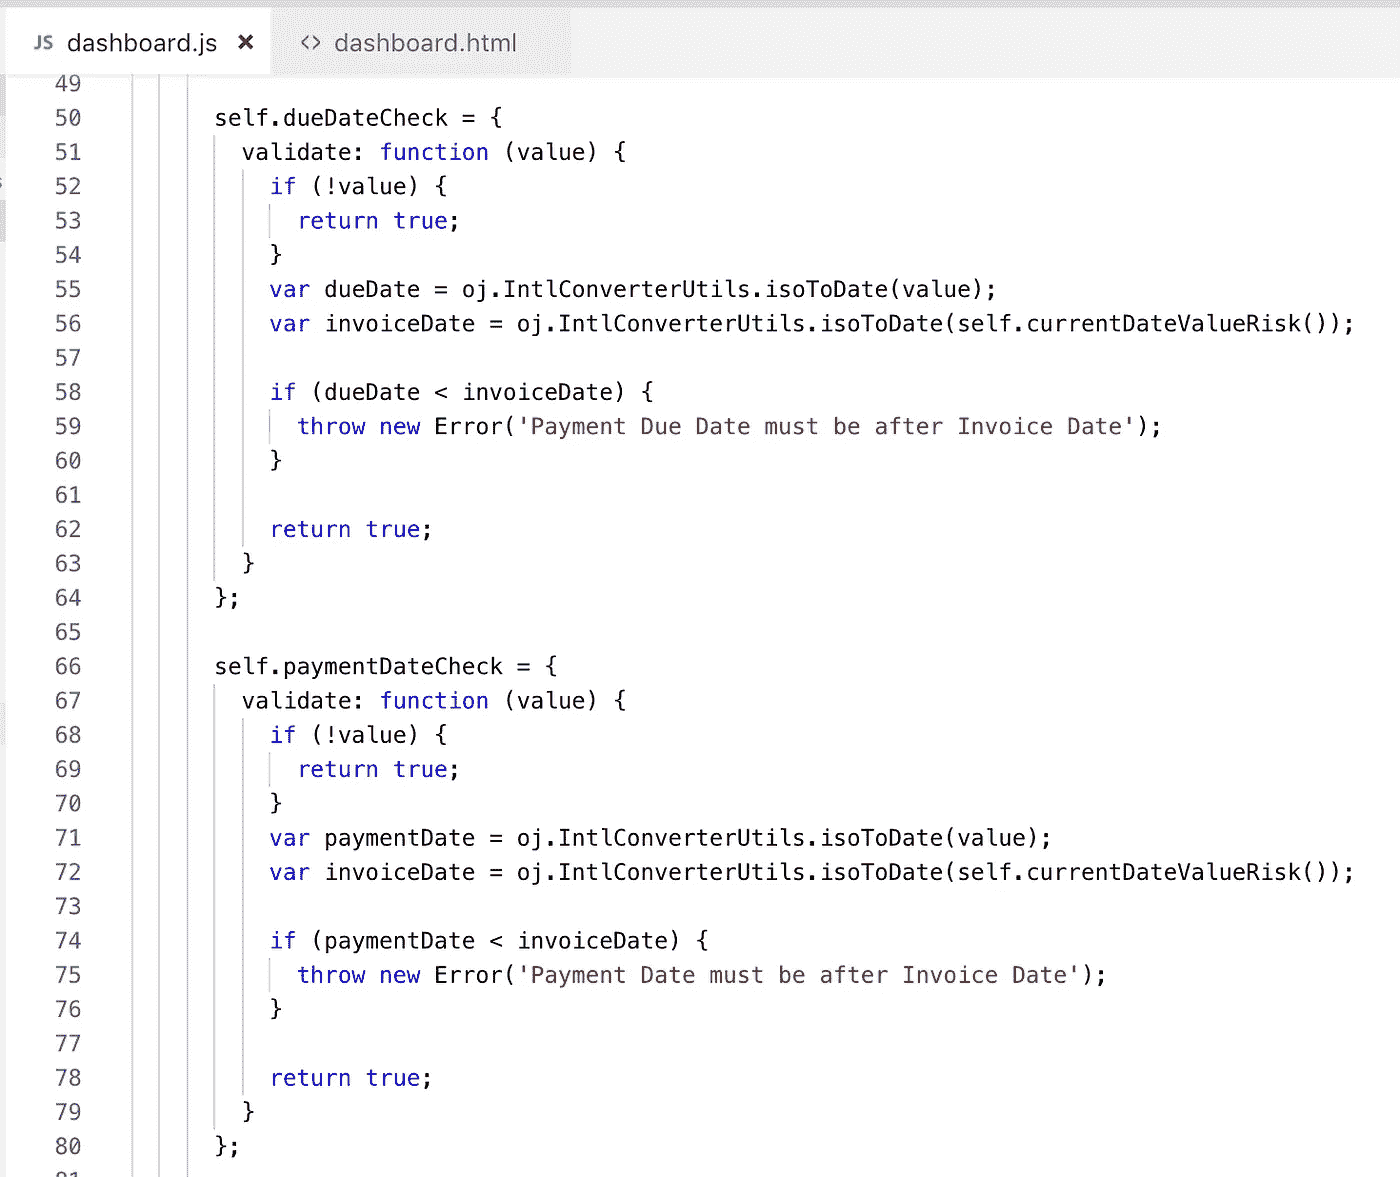 JS dashboard.js × <> dashboard.html
49
50 self.dueDateCheck = {
51 validate: function (value) {
52 if (!value) {
53 return true;
54 }
55 var dueDate = oj.IntlConverterUtils.isoToDate(value);
56 var invoiceDate = oj.IntlConverterUtils.isoToDate(self.currentDateValueRisk());
57
58 if (dueDate < invoiceDate) {
59 throw new Error('Payment Due Date must be after Invoice Date');
60 }
61
62 return true;
63 }
64 };
65
66 self.paymentDateCheck = {
67 validate: function (value) {
68 if (!value) {
69 return true;
70 }
71 var paymentDate = oj.IntlConverterUtils.isoToDate(value);
72 var invoiceDate = oj.IntlConverterUtils.isoToDate(self.currentDateValueRisk());
73
74 if (paymentDate < invoiceDate) {
75 throw new Error('Payment Date must be after Invoice Date');
76 }
77
78 return true;
79 }
80 };
81